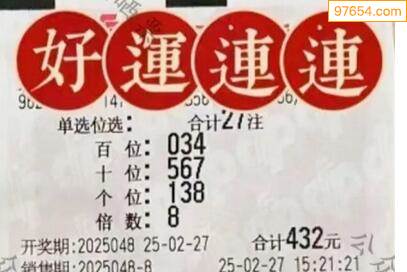 97654.com
好運連連
单选位选: 合计27注
百位: 034
十位: 567
个位: 138
倍数: 8
开奖期: 2025048 25-02-27 合计432元
销售期: 2025048-8 25-02-27 15:21:21